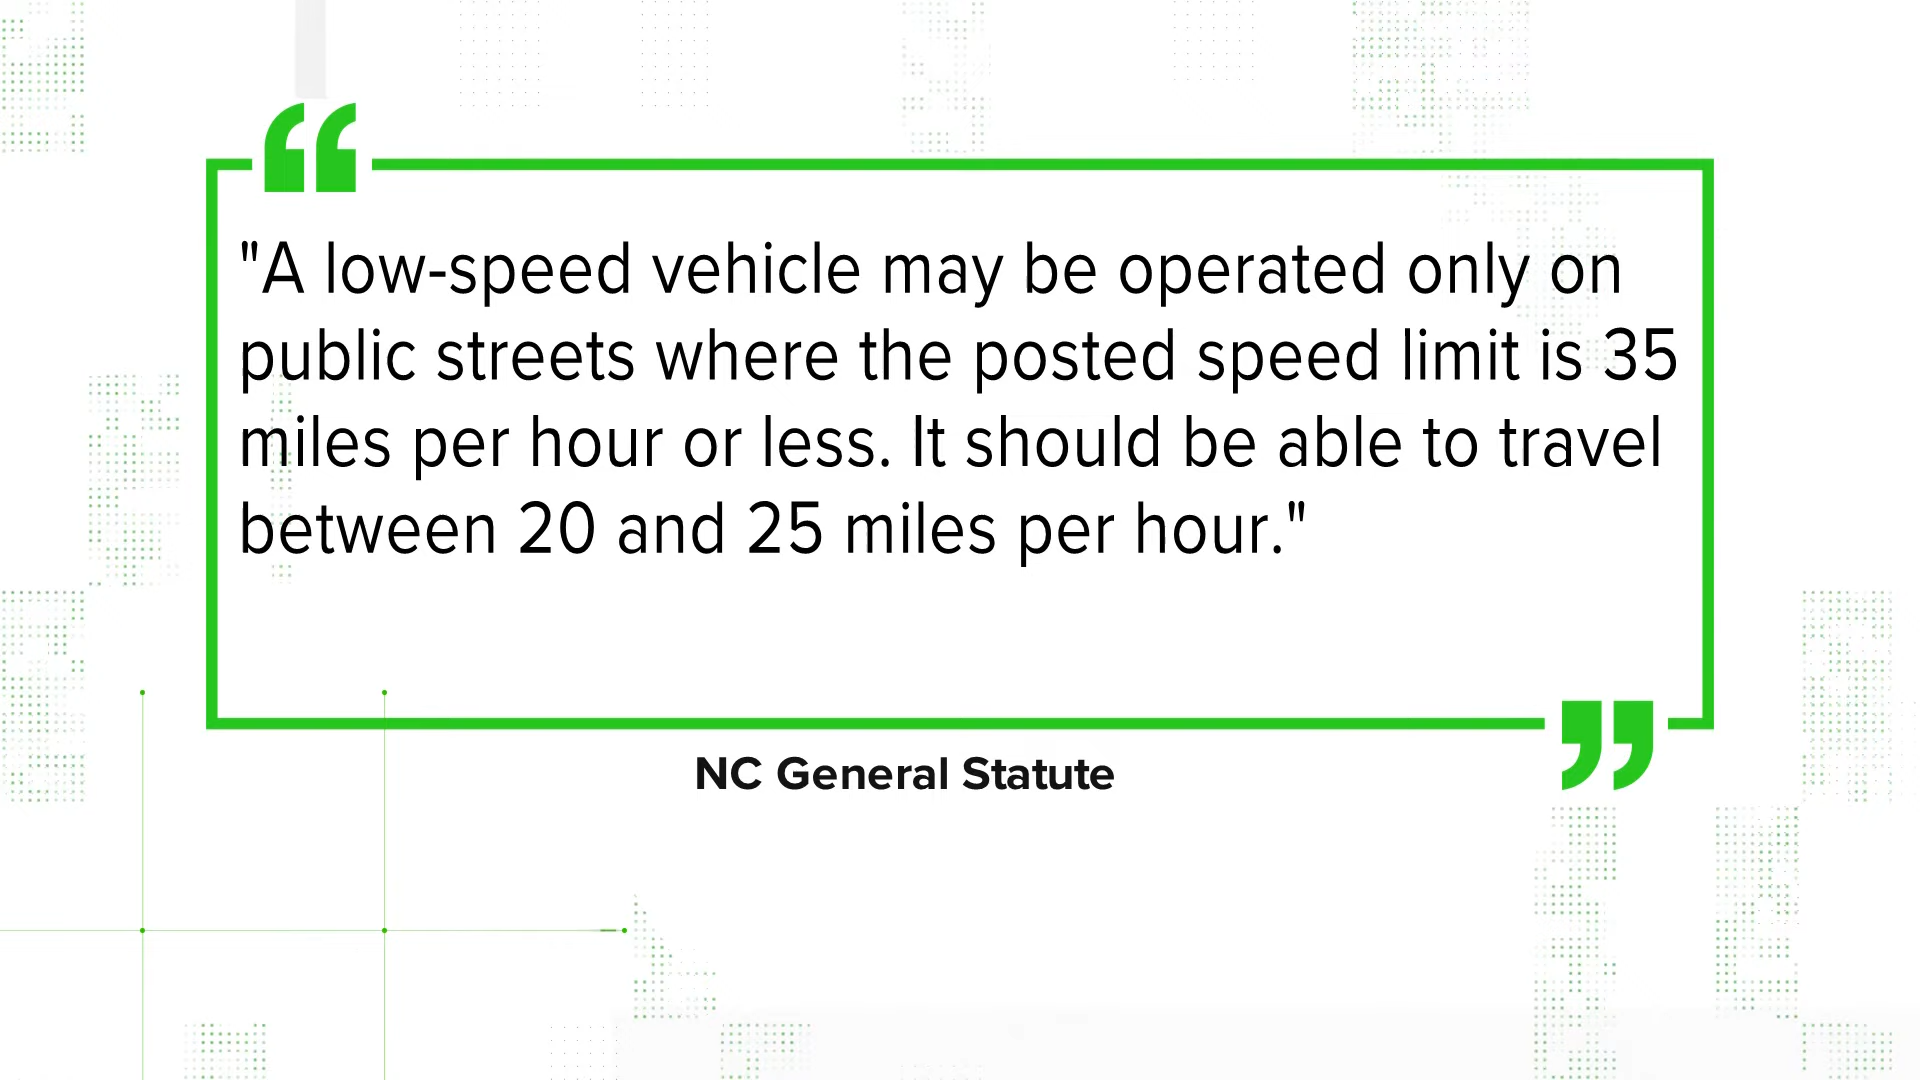 "A low-speed vehicle may be operated only on
public streets where the posted speed limit is 35
miles per hour or less. It should be able to travel
between 20 and 25 miles per hour."
NC General Statute